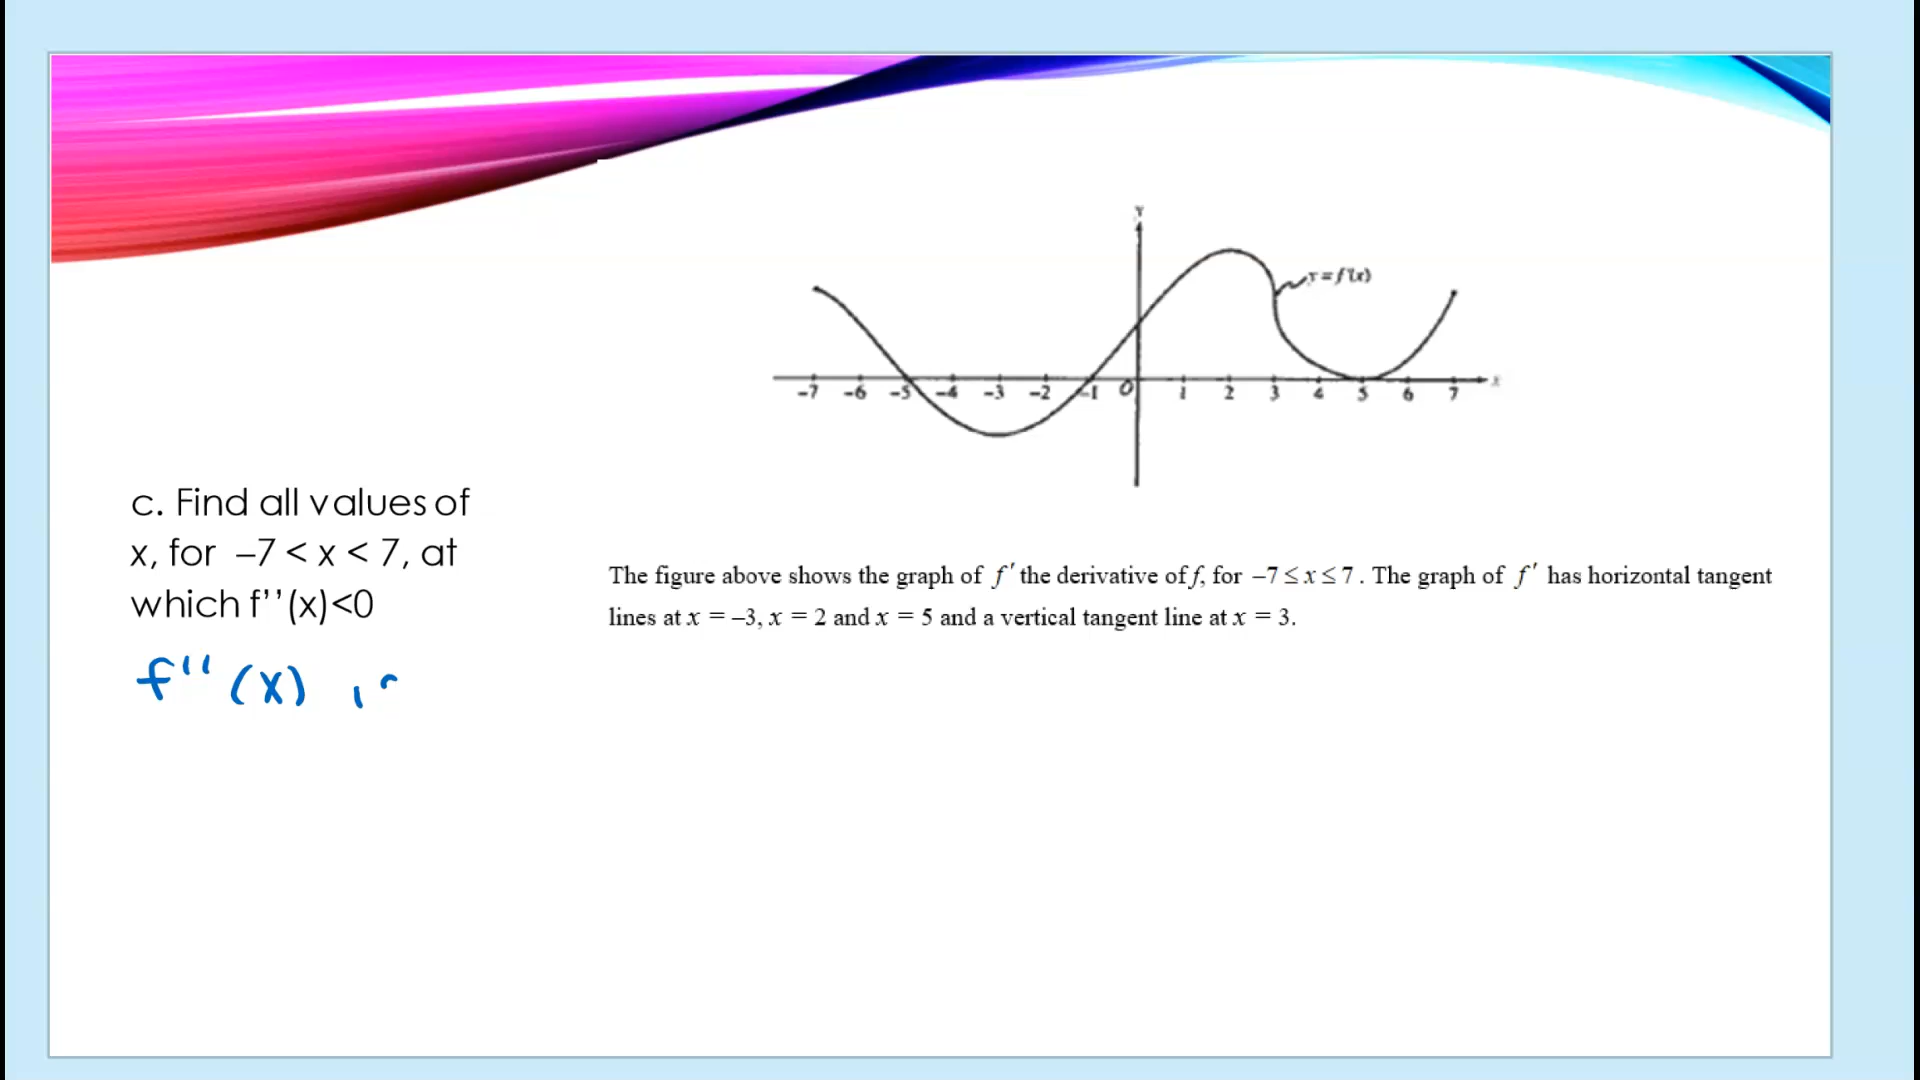 Y
y = f'(x)
-7 -6 -5 -4 -3 -2 -1 O 1 2 3 4 5 6 7 x
c. Find all values of
x, for –7 < x < 7, at
which f’’(x)<0
The figure above shows the graph of f′ the derivative of f, for −7 ≤ x ≤ 7. The graph of f′ has horizontal tangent
lines at x = –3, x = 2 and x = 5 and a vertical tangent line at x = 3.
f''(x)